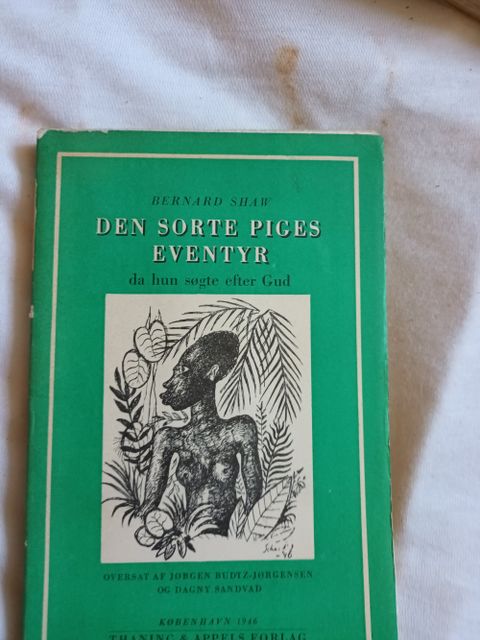 BERNARD SHAW
DEN SORTE PIGES
EVENTYR
da hun søgte efter Gud
-46
OVERSAT AF JØRGEN BUDTZ-JØRGENSEN
OG DAGNY SANDVAD
KØBENHAVN 1946
THANING & APPELS FORLAG